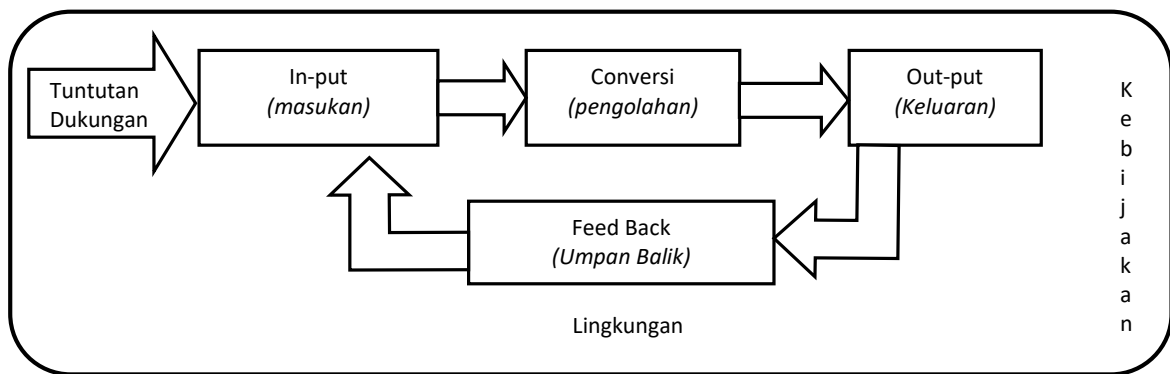 Tuntutan
Dukungan
In-put
(masukan)
Conversi
(pengolahan)
Out-put
(Keluaran)
Feed Back
(Umpan Balik)
Lingkungan
K
e
b
i
j
a
k
a
n